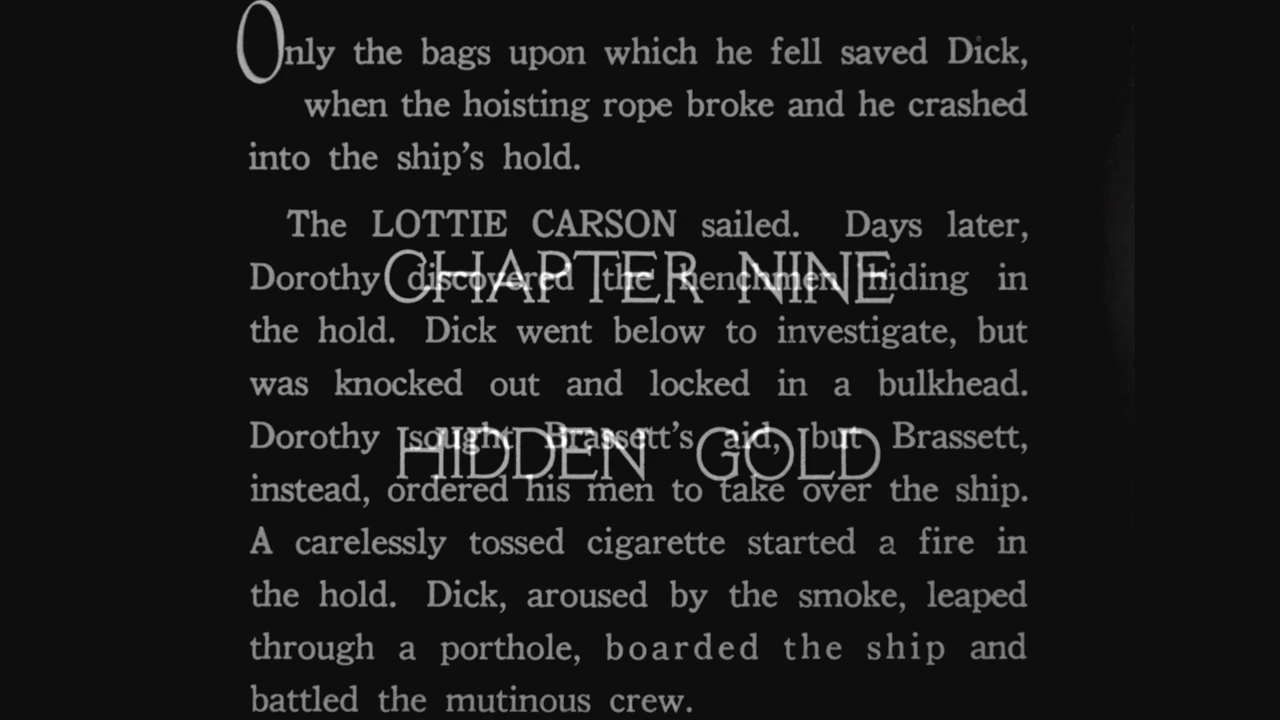 Only the bags upon which he fell saved Dick,
when the hoisting rope broke and he crashed
into the ship's hold.
The LOTTIE CARSON sailed. Days later,
Dorothy discovered the henchmen hiding in
CHAPTER NINE
the hold. Dick went below to investigate, but
was knocked out and locked in a bulkhead.
Dorothy sought Brassett's aid, but Brassett,
HIDDEN GOLD
instead, ordered his men to take over the ship.
A carelessly tossed cigarette started a fire in
the hold. Dick, aroused by the smoke, leaped
through a porthole, boarded the ship and
battled the mutinous crew.